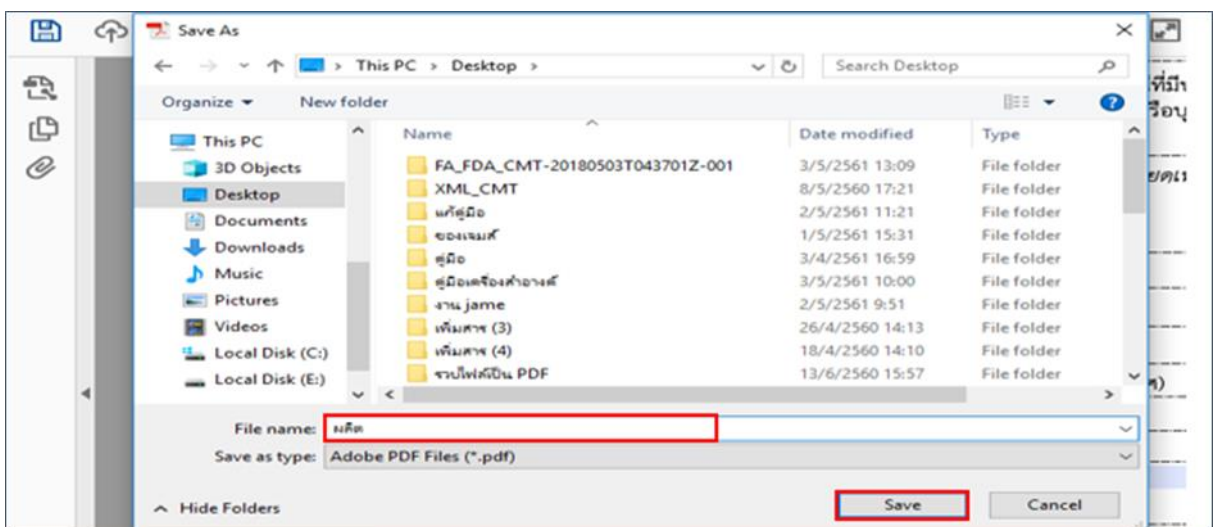 Save As
This PC > Desktop >
Search Desktop
Organize
New folder
Name
Date modified
Type
This PC
3D Objects
Desktop
Documents
Downloads
Music
Pictures
Videos
Local Disk (C:)
Local Disk (E:)
FA_FDA_CMT-20180503T043701Z-001 3/5/2561 13:09 File folder
XML_CMT 8/5/2560 17:21 File folder
แก้คู่มือ 2/5/2561 11:21 File folder
ของเจมส์ 1/5/2561 15:31 File folder
คู่มือ 3/4/2561 16:59 File folder
คู่มือเครื่องสำอางค์ 3/5/2561 10:00 File folder
งาน jame 2/5/2561 9:51 File folder
เพิ่มสาร (3) 26/4/2560 14:13 File folder
เพิ่มสาร (4) 18/4/2560 14:10 File folder
รวบไฟล์เป็น PDF 13/6/2560 15:57 File folder
File name: ผลิต
Save as type: Adobe PDF Files (*.pdf)
Hide Folders
Save
Cancel